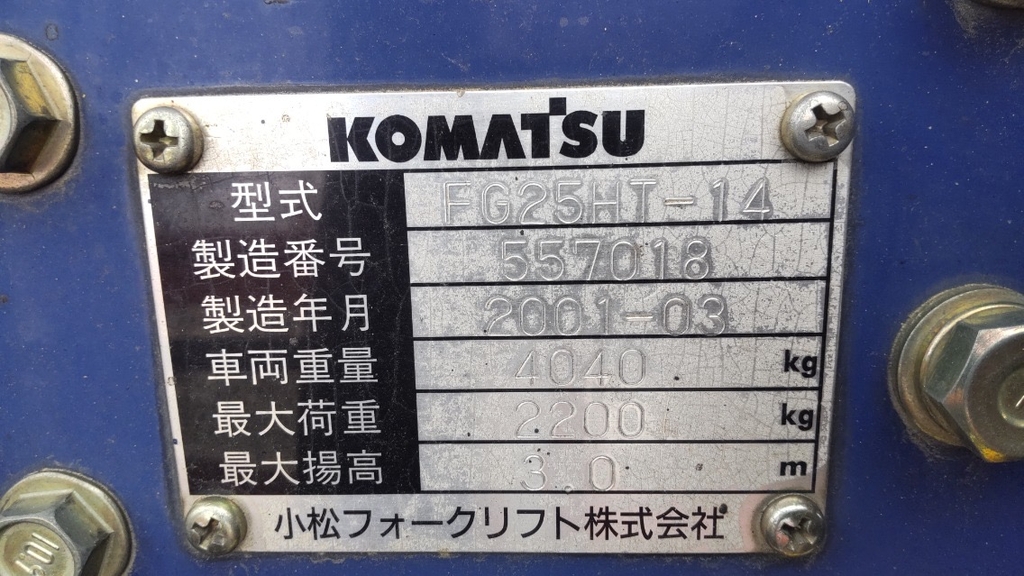 KOMATSU
型式 FG25HT-14
製造番号 557018
製造年月 2001-03
車両重量 4040 kg
最大荷重 2200 kg
最大揚高 3.0 m
小松フォークリフト株式会社